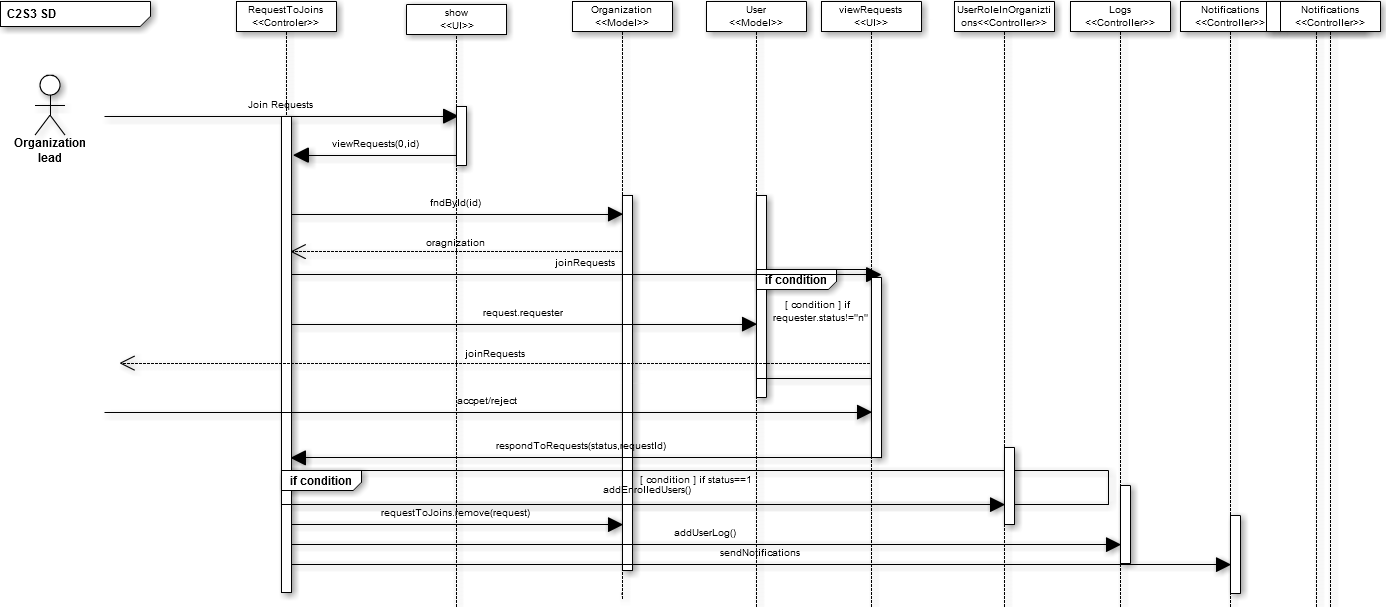 C2S3 SD
RequestToJoins
<<Controler>>
show
<<UI>>
Organization
<<Model>>
User
<<Model>>
viewRequests
<<UI>>
UserRoleInOrganizti
ons<<Controller>>
Logs
<<Controller>>
Notifications
<<Controller>>
Notifications
<<Controller>>
Organization
lead
Join Requests
viewRequests(0,id)
fndById(id)
oragnization
joinRequests
if condition
[ condition ] if
requester.status!="n"
request.requester
joinRequests
accpet/reject
respondToRequests(status,requestId)
if condition
[ condition ] if status==1
addEnrolledUsers()
requestToJoins.remove(request)
addUserLog()
sendNotifications